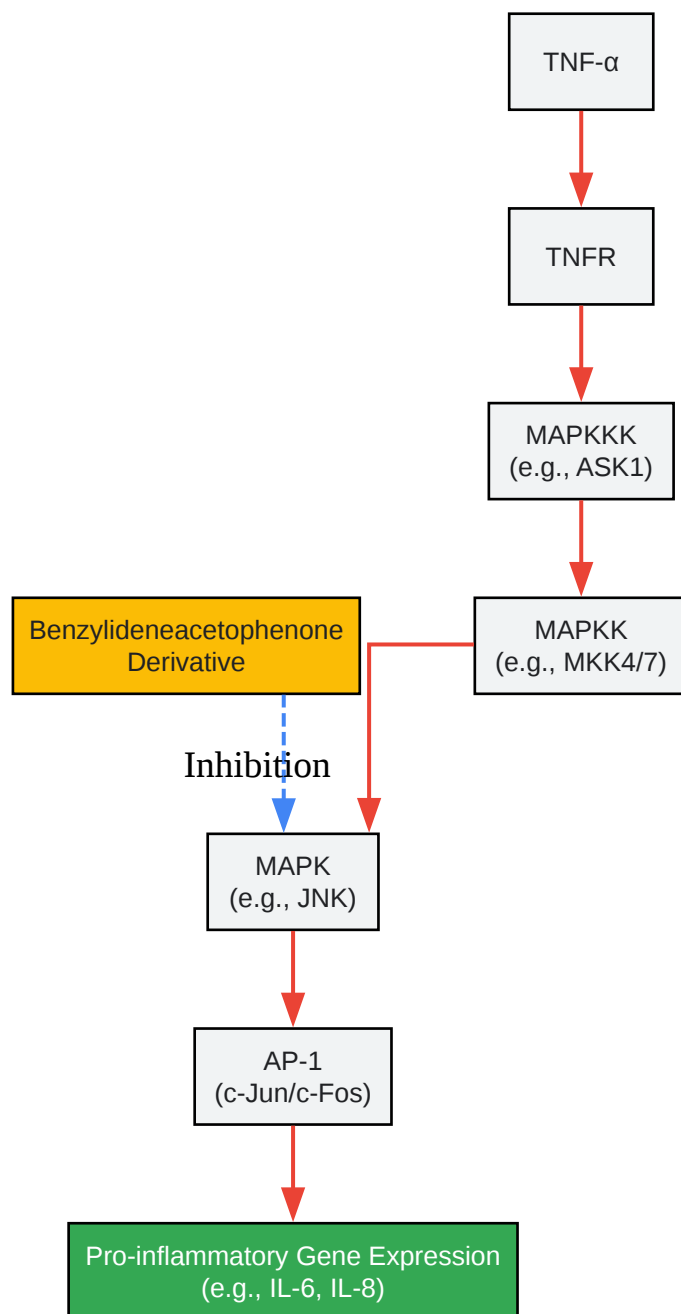 TNF-α
TNFR
MAPKKK
(e.g., ASK1)
Benzylideneacetophenone
Derivative
MAPKK
(e.g., MKK4/7)
Inhibition
MAPK
(e.g., JNK)
AP-1
(c-Jun/c-Fos)
Pro-inflammatory Gene Expression
(e.g., IL-6, IL-8)